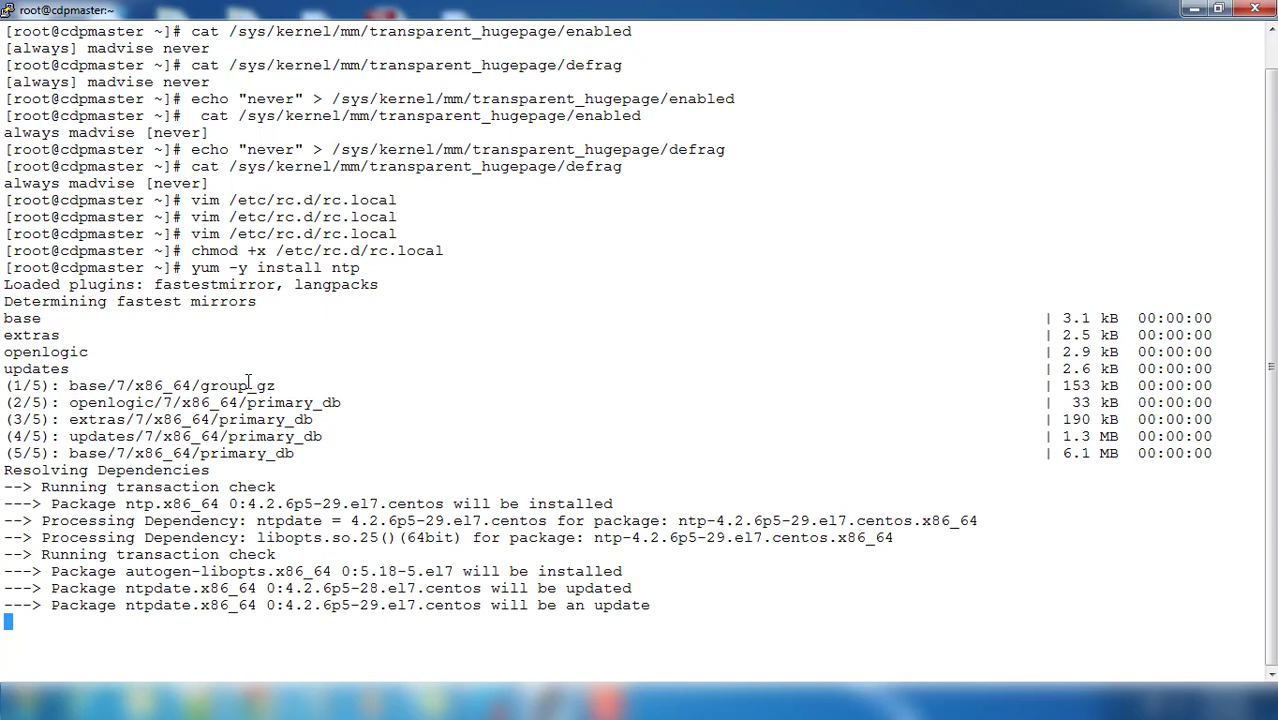 root@cdpmaster:~
[root@cdpmaster ~]# cat /sys/kernel/mm/transparent_hugepage/enabled
[always] madvise never
[root@cdpmaster ~]# cat /sys/kernel/mm/transparent_hugepage/defrag
[always] madvise never
[root@cdpmaster ~]# echo "never" > /sys/kernel/mm/transparent_hugepage/enabled
[root@cdpmaster ~]#  cat /sys/kernel/mm/transparent_hugepage/enabled
always madvise [never]
[root@cdpmaster ~]# echo "never" > /sys/kernel/mm/transparent_hugepage/defrag
[root@cdpmaster ~]# cat /sys/kernel/mm/transparent_hugepage/defrag
always madvise [never]
[root@cdpmaster ~]# vim /etc/rc.d/rc.local
[root@cdpmaster ~]# vim /etc/rc.d/rc.local
[root@cdpmaster ~]# vim /etc/rc.d/rc.local
[root@cdpmaster ~]# chmod +x /etc/rc.d/rc.local
[root@cdpmaster ~]# yum -y install ntp
Loaded plugins: fastestmirror, langpacks
Determining fastest mirrors
base | 3.1 kB 00:00:00
extras | 2.5 kB 00:00:00
openlogic | 2.9 kB 00:00:00
updates | 2.6 kB 00:00:00
(1/5): base/7/x86_64/group_gz | 153 kB 00:00:00
(2/5): openlogic/7/x86_64/primary_db | 33 kB 00:00:00
(3/5): extras/7/x86_64/primary_db | 190 kB 00:00:00
(4/5): updates/7/x86_64/primary_db | 1.3 MB 00:00:00
(5/5): base/7/x86_64/primary_db | 6.1 MB 00:00:00
Resolving Dependencies
--> Running transaction check
---> Package ntp.x86_64 0:4.2.6p5-29.el7.centos will be installed
--> Processing Dependency: ntpdate = 4.2.6p5-29.el7.centos for package: ntp-4.2.6p5-29.el7.centos.x86_64
--> Processing Dependency: libopts.so.25()(64bit) for package: ntp-4.2.6p5-29.el7.centos.x86_64
--> Running transaction check
---> Package autogen-libopts.x86_64 0:5.18-5.el7 will be installed
---> Package ntpdate.x86_64 0:4.2.6p5-28.el7.centos will be updated
---> Package ntpdate.x86_64 0:4.2.6p5-29.el7.centos will be an update